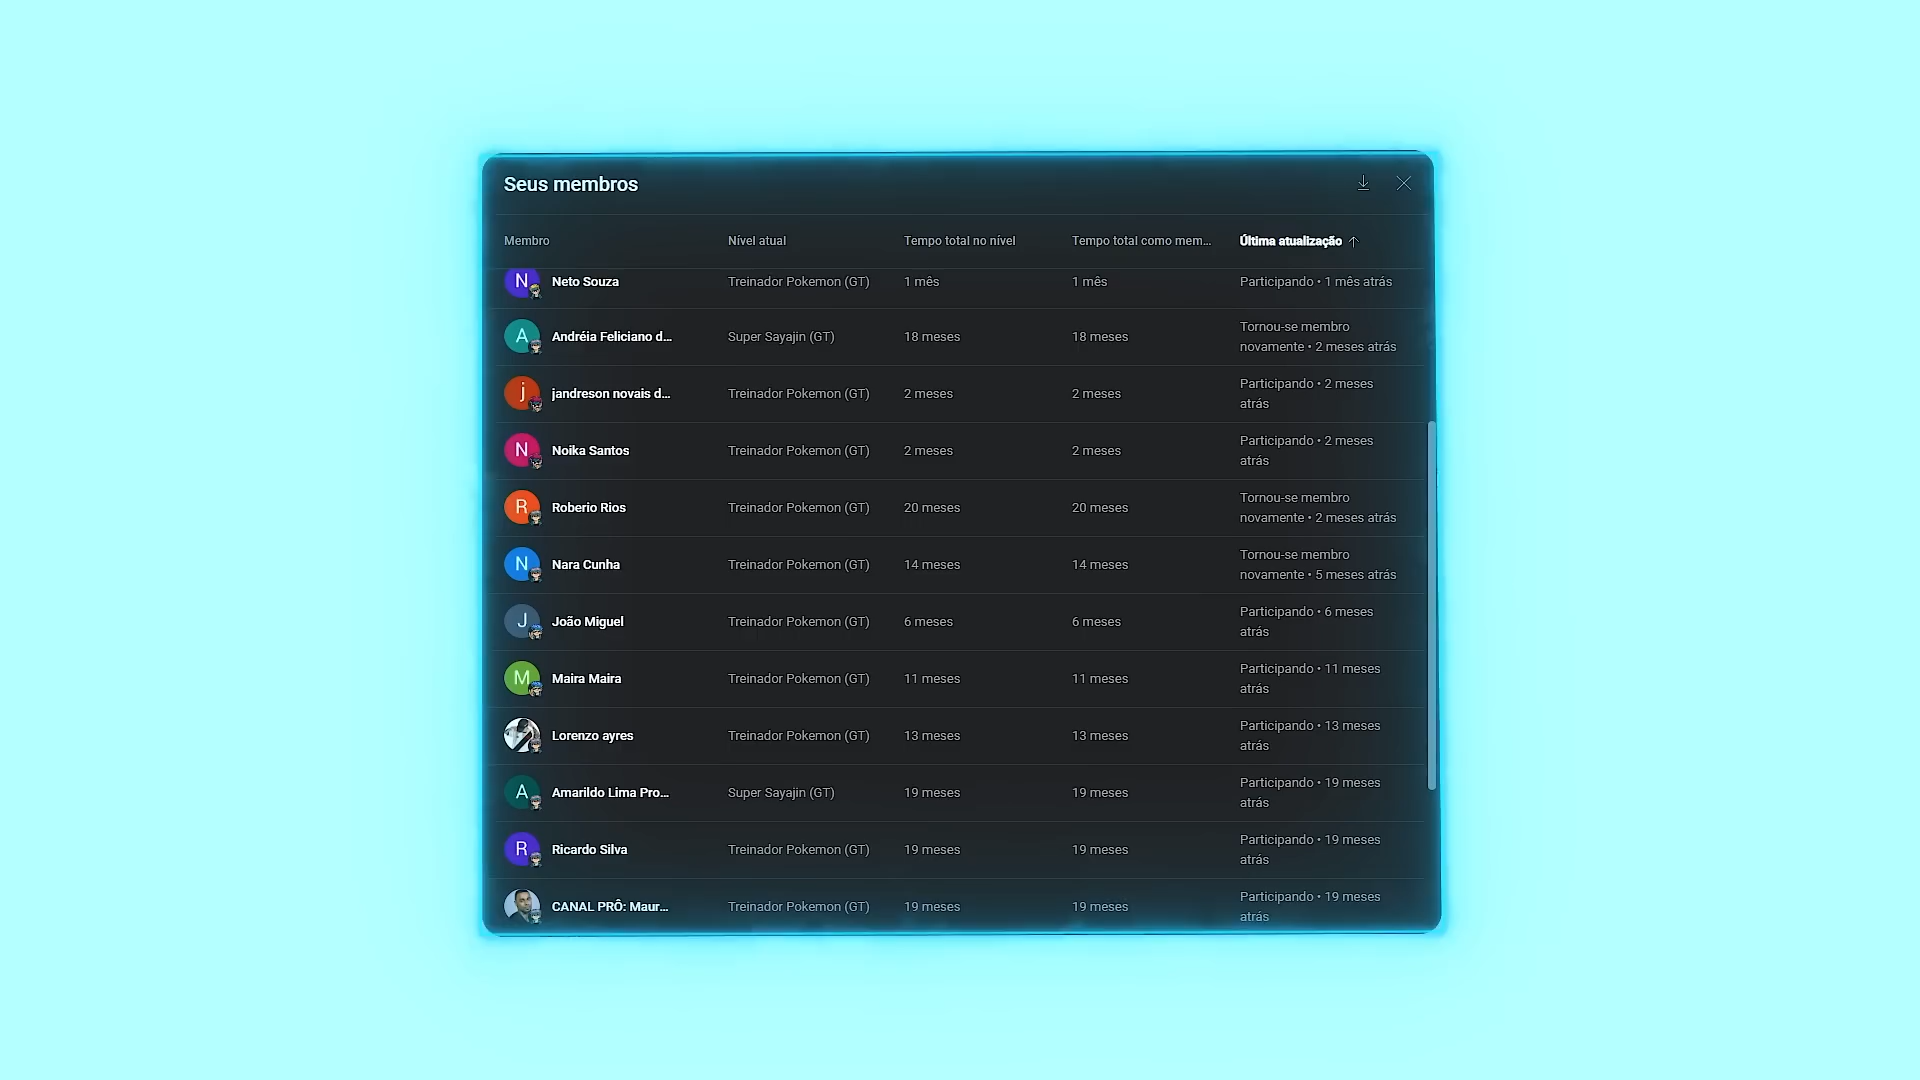 Seus membros
Membro Nível atual Tempo total no nível Tempo total como mem... Última atualização
N Neto Souza Treinador Pokemon (GT) 1 mês 1 mês Participando • 1 mês atrás
A Andréia Feliciano d... Super Sayajin (GT) 18 meses 18 meses Tornou-se membro
novamente • 2 meses atrás
j jandreson novais d... Treinador Pokemon (GT) 2 meses 2 meses Participando • 2 meses
atrás
N Noika Santos Treinador Pokemon (GT) 2 meses 2 meses Participando • 2 meses
atrás
R Roberio Rios Treinador Pokemon (GT) 20 meses 20 meses Tornou-se membro
novamente • 2 meses atrás
N Nara Cunha Treinador Pokemon (GT) 14 meses 14 meses Tornou-se membro
novamente • 5 meses atrás
J João Miguel Treinador Pokemon (GT) 6 meses 6 meses Participando • 6 meses
atrás
M Maira Maira Treinador Pokemon (GT) 11 meses 11 meses Participando • 11 meses
atrás
Lorenzo ayres Treinador Pokemon (GT) 13 meses 13 meses Participando • 13 meses
atrás
A Amarildo Lima Pro... Super Sayajin (GT) 19 meses 19 meses Participando • 19 meses
atrás
R Ricardo Silva Treinador Pokemon (GT) 19 meses 19 meses Participando • 19 meses
atrás
CANAL PRÔ: Maur... Treinador Pokemon (GT) 19 meses 19 meses Participando • 19 meses
atrás